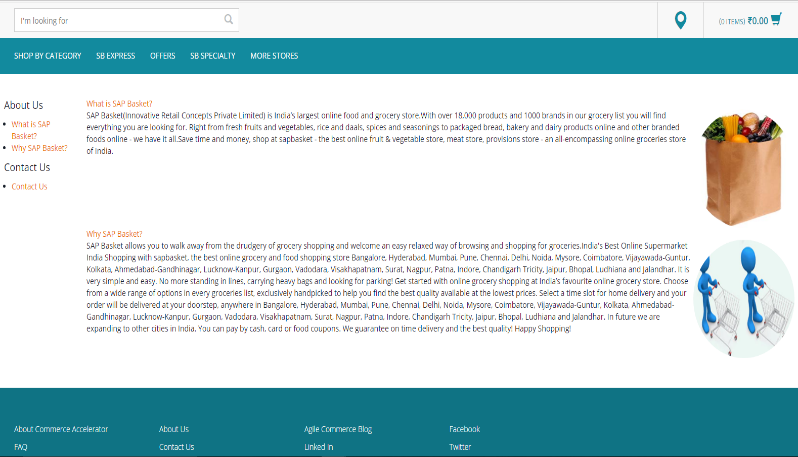 I'm looking for
(0 ITEMS) ₹0.00
SHOP BY CATEGORY SB EXPRESS OFFERS SB SPECIALTY MORE STORES
About Us
What is SAP
Basket?
Why SAP Basket?
Contact Us
Contact Us
What is SAP Basket?
SAP Basket(Innovative Retail Concepts Private Limited) is India's largest online food and grocery store.With over 18,000 products and 1000 brands in our grocery list you will find
everything you are looking for. Right from fresh fruits and vegetables, rice and daals, spices and seasonings to packaged bread, bakery and dairy products online and other branded
foods online - we have it all.Save time and money, shop at sapbasket - the best online fruit & vegetable store, meat store, provisions store - an all-encompassing online groceries store
of India.
Why SAP Basket?
SAP Basket allows you to walk away from the drudgery of grocery shopping and welcome an easy relaxed way of browsing and shopping for groceries.India's Best Online Supermarket
India Shopping with sapbasket, the best online grocery and food shopping store Bangalore, Hyderabad, Mumbai, Pune, Chennai, Delhi, Noida, Mysore, Coimbatore, Vijayawada-Guntur,
Kolkata, Ahmedabad-Gandhinagar, Lucknow-Kanpur, Gurgaon, Vadodara, Visakhapatnam, Surat, Nagpur, Patna, Indore, Chandigarh Tricity, Jaipur, Bhopal, Ludhiana and Jalandhar. It is
very simple and easy. No more standing in lines, carrying heavy bags and looking for parking! Get started with online grocery shopping at India's favourite online grocery store. Choose
from a wide range of options in every groceries list, exclusively handpicked to help you find the best quality available at the lowest prices. Select a time slot for home delivery and your
order will be delivered at your doorstep, anywhere in Bangalore, Hyderabad, Mumbai, Pune, Chennai, Delhi, Noida, Mysore, Coimbatore, Vijayawada-Guntur, Kolkata, Ahmedabad-
Gandhinagar, Lucknow-Kanpur, Gurgaon, Vadodara, Visakhapatnam, Surat, Nagpur, Patna, Indore, Chandigarh Tricity, Jaipur, Bhopal, Ludhiana and Jalandhar. In future we are
expanding to other cities in India. You can pay by cash, card or food coupons. We guarantee on time delivery and the best quality! Happy Shopping!
About Commerce Accelerator About Us Agile Commerce Blog Facebook
FAQ Contact Us Linked In Twitter